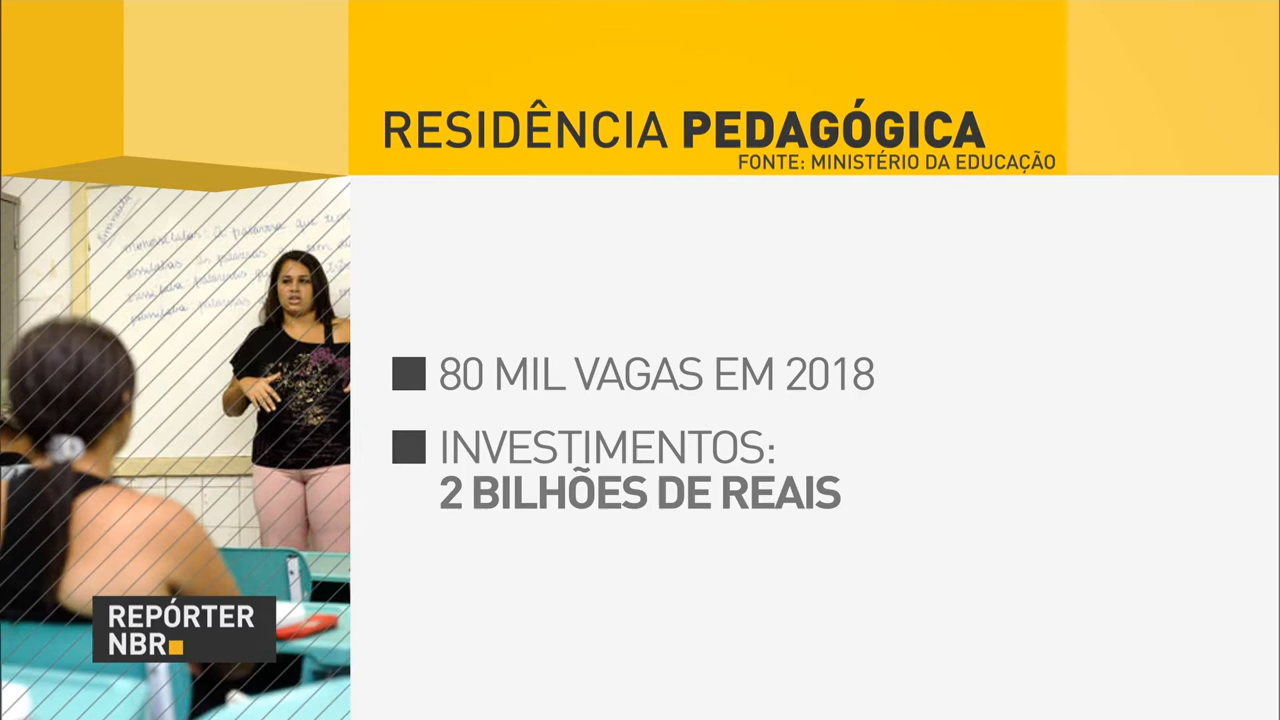 RESIDÊNCIA PEDAGÓGICA
FONTE: MINISTÉRIO DA EDUCAÇÃO
80 MIL VAGAS EM 2018
INVESTIMENTOS:
2 BILHÕES DE REAIS
REPÓRTER
NBR